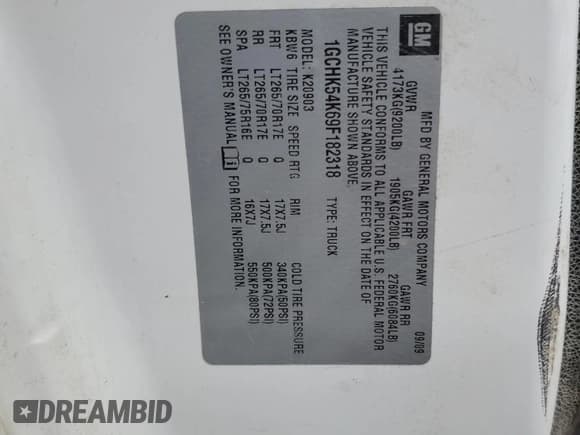 GM
MFD BY GENERAL MOTORS COMPANY 09/09
GVWR GAWR FRT GAWR RR
4173KG(9200LB) 1905KG(4200LB) 2760KG(6084LB)
THIS VEHICLE CONFORMS TO ALL APPLICABLE U.S. FEDERAL MOTOR
VEHICLE SAFETY STANDARDS IN EFFECT ON THE DATE OF
MANUFACTURE SHOWN ABOVE.
1GCHK54K69F182318 TYPE: TRUCK
MODEL: K20903
KBW6 TIRE SIZE SPEED RTG RIM COLD TIRE PRESSURE
FRT LT265/70R17E Q 17X7.5J 340KPA(50PSI)
RR LT265/70R17E Q 17X7.5J 500KPA(72PSI)
SPA LT265/75R16E Q 16X7J 550KPA(80PSI)
SEE OWNER'S MANUAL FOR MORE INFORMATION.
DREAMBID